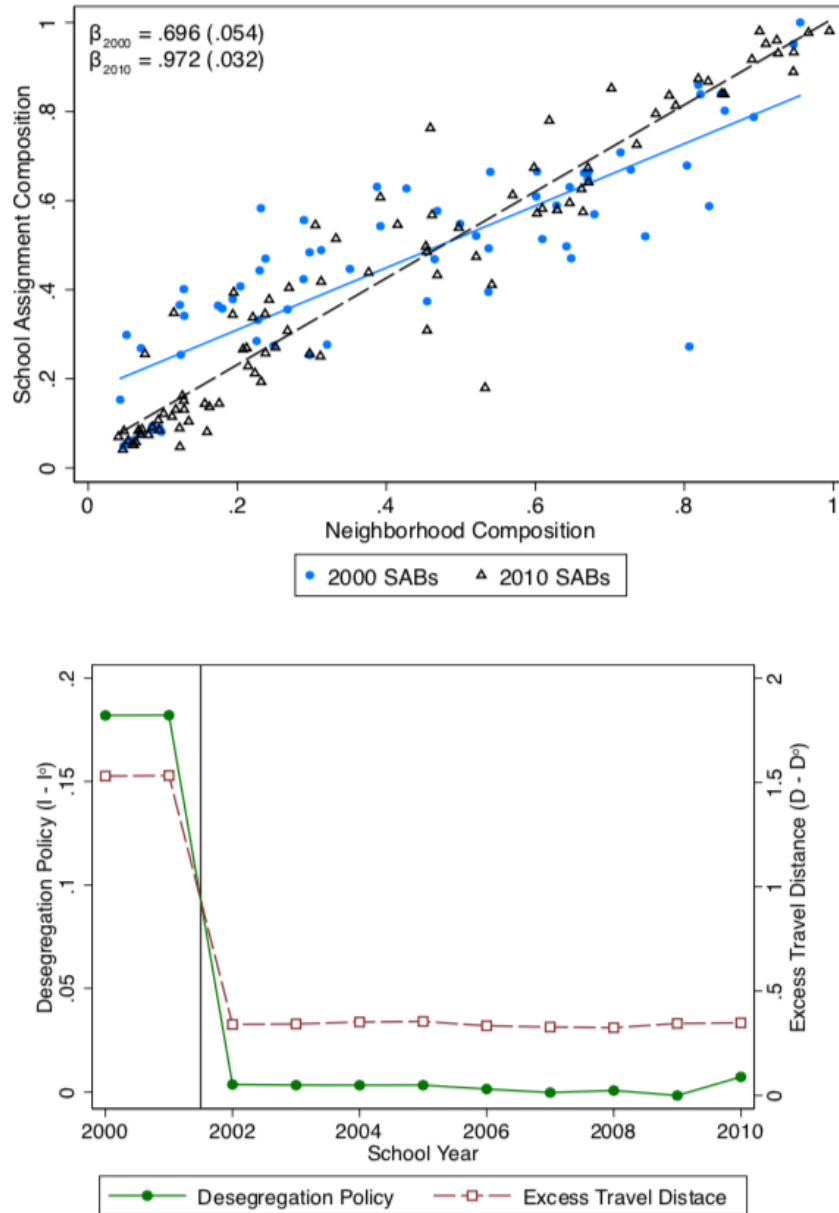 β2000 = .696 (.054)
β2010 = .972 (.032)
School Assignment Composition
1
.8
.6
.4
.2
0
0 .2 .4 .6 .8 1
Neighborhood Composition
2000 SABs 2010 SABs
Desegregation Policy (I - Iᵒ)
.2
.15
.1
.05
0
Excess Travel Distance (D - Dᵒ)
2
1.5
1
.5
0
2000 2002 2004 2006 2008 2010
School Year
Desegregation Policy Excess Travel Distace